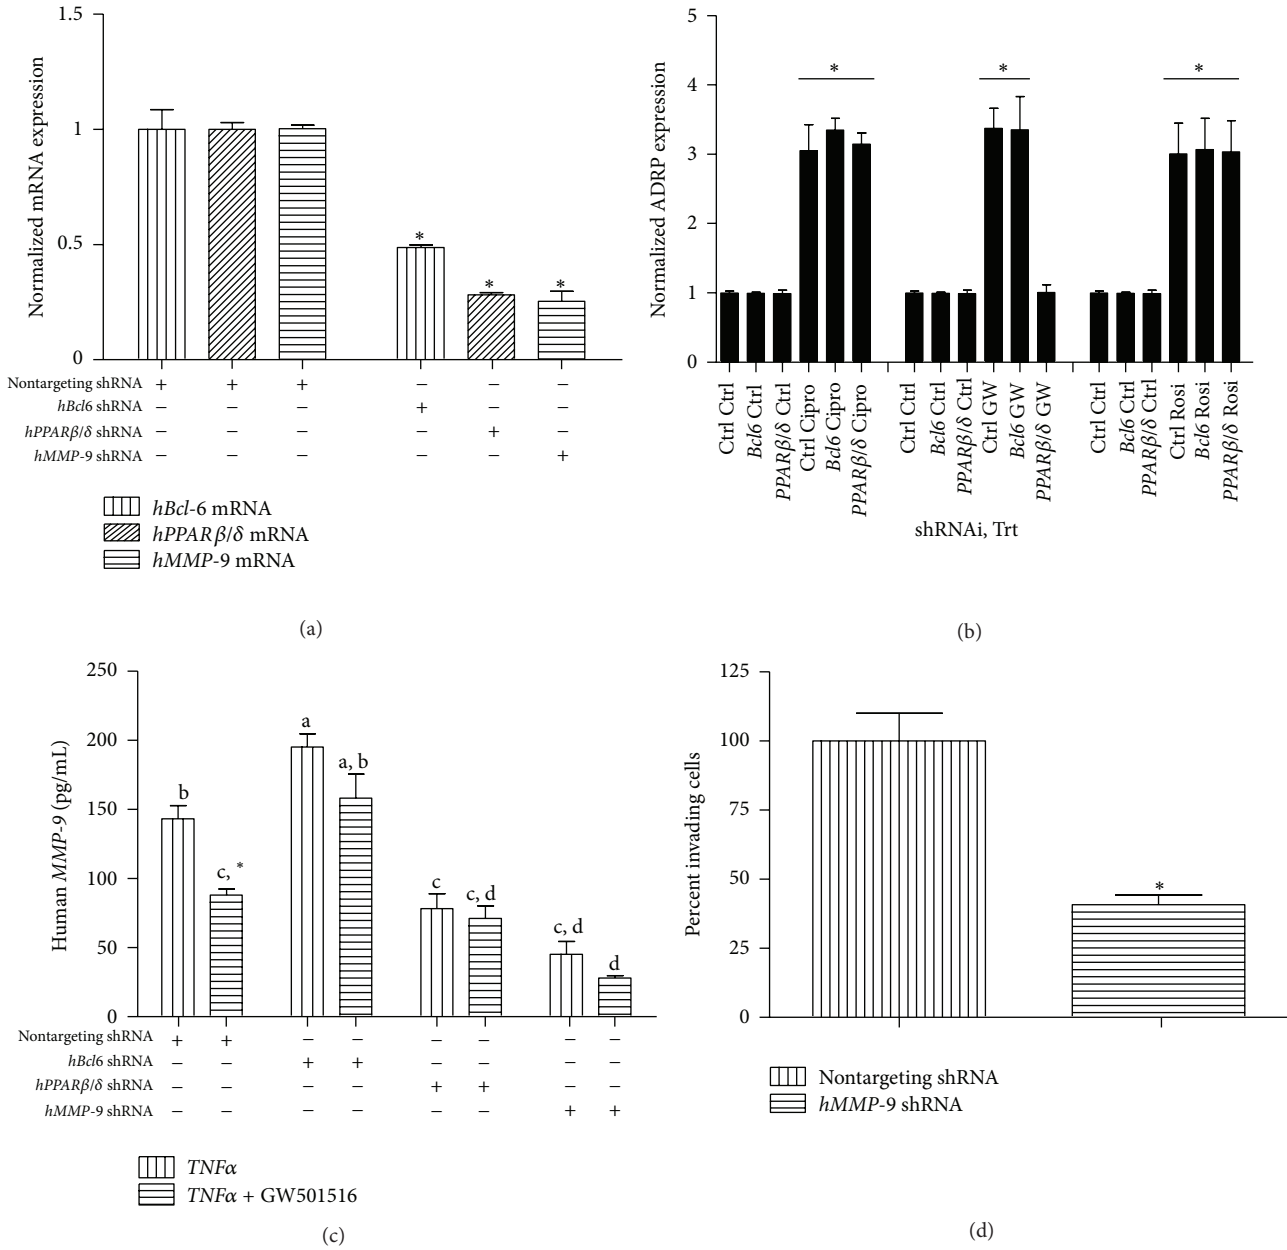 1.5
1
0.5
0
Normalized mRNA expression
* * *
Nontargeting shRNA + + + − − −
hBcl6 shRNA − − − + − −
hPPARβ/δ shRNA − − − − + −
hMMP-9 shRNA − − − − − +
hBcl-6 mRNA
hPPARβ/δ mRNA
hMMP-9 mRNA
(a)
5
4
3
2
1
0
Normalized ADRP expression
* * *
Ctrl Ctrl
Bcl6 Ctrl
PPARβ/δ Ctrl
Ctrl Cipro
Bcl6 Cipro
PPARβ/δ Cipro
Ctrl Ctrl
Bcl6 Ctrl
PPARβ/δ Ctrl
Ctrl GW
Bcl6 GW
PPARβ/δ GW
Ctrl Ctrl
Bcl6 Ctrl
PPARβ/δ Ctrl
Ctrl Rosi
Bcl6 Rosi
PPARβ/δ Rosi
shRNAi, Trt
(b)
250
200
150
100
50
0
Human MMP-9 (pg/mL)
b c, * a a, b c c, d c, d d
Nontargeting shRNA + + − − − − − −
hBcl6 shRNA − − + + − − − −
hPPARβ/δ shRNA − − − − + + − −
hMMP-9 shRNA − − − − − − + +
TNFα
TNFα + GW501516
(c)
125
100
75
50
25
0
Percent invading cells
*
Nontargeting shRNA
hMMP-9 shRNA
(d)